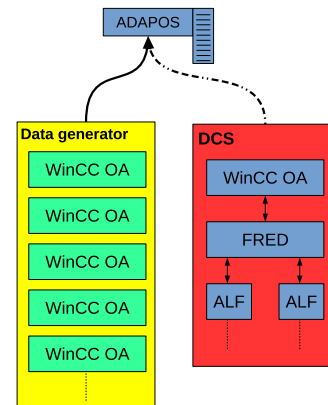 ADAPOS
Data generator
WinCC OA
WinCC OA
WinCC OA
WinCC OA
WinCC OA
DCS
WinCC OA
FRED
ALF
ALF